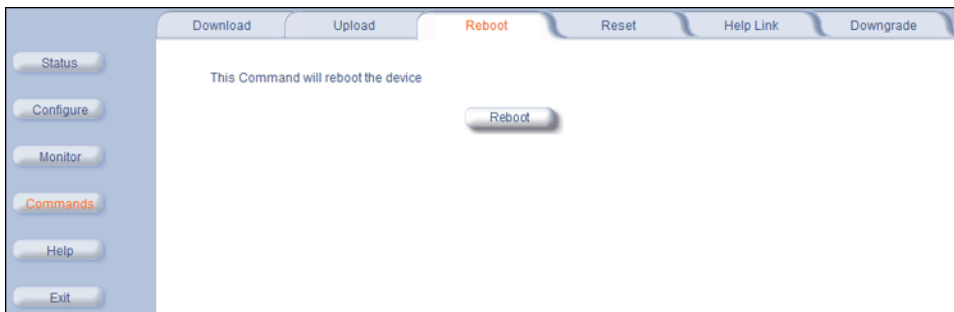 Download Upload Reboot Reset Help Link Downgrade
Status
This Command will reboot the device
Configure
Reboot
Monitor
Commands
Help
Exit